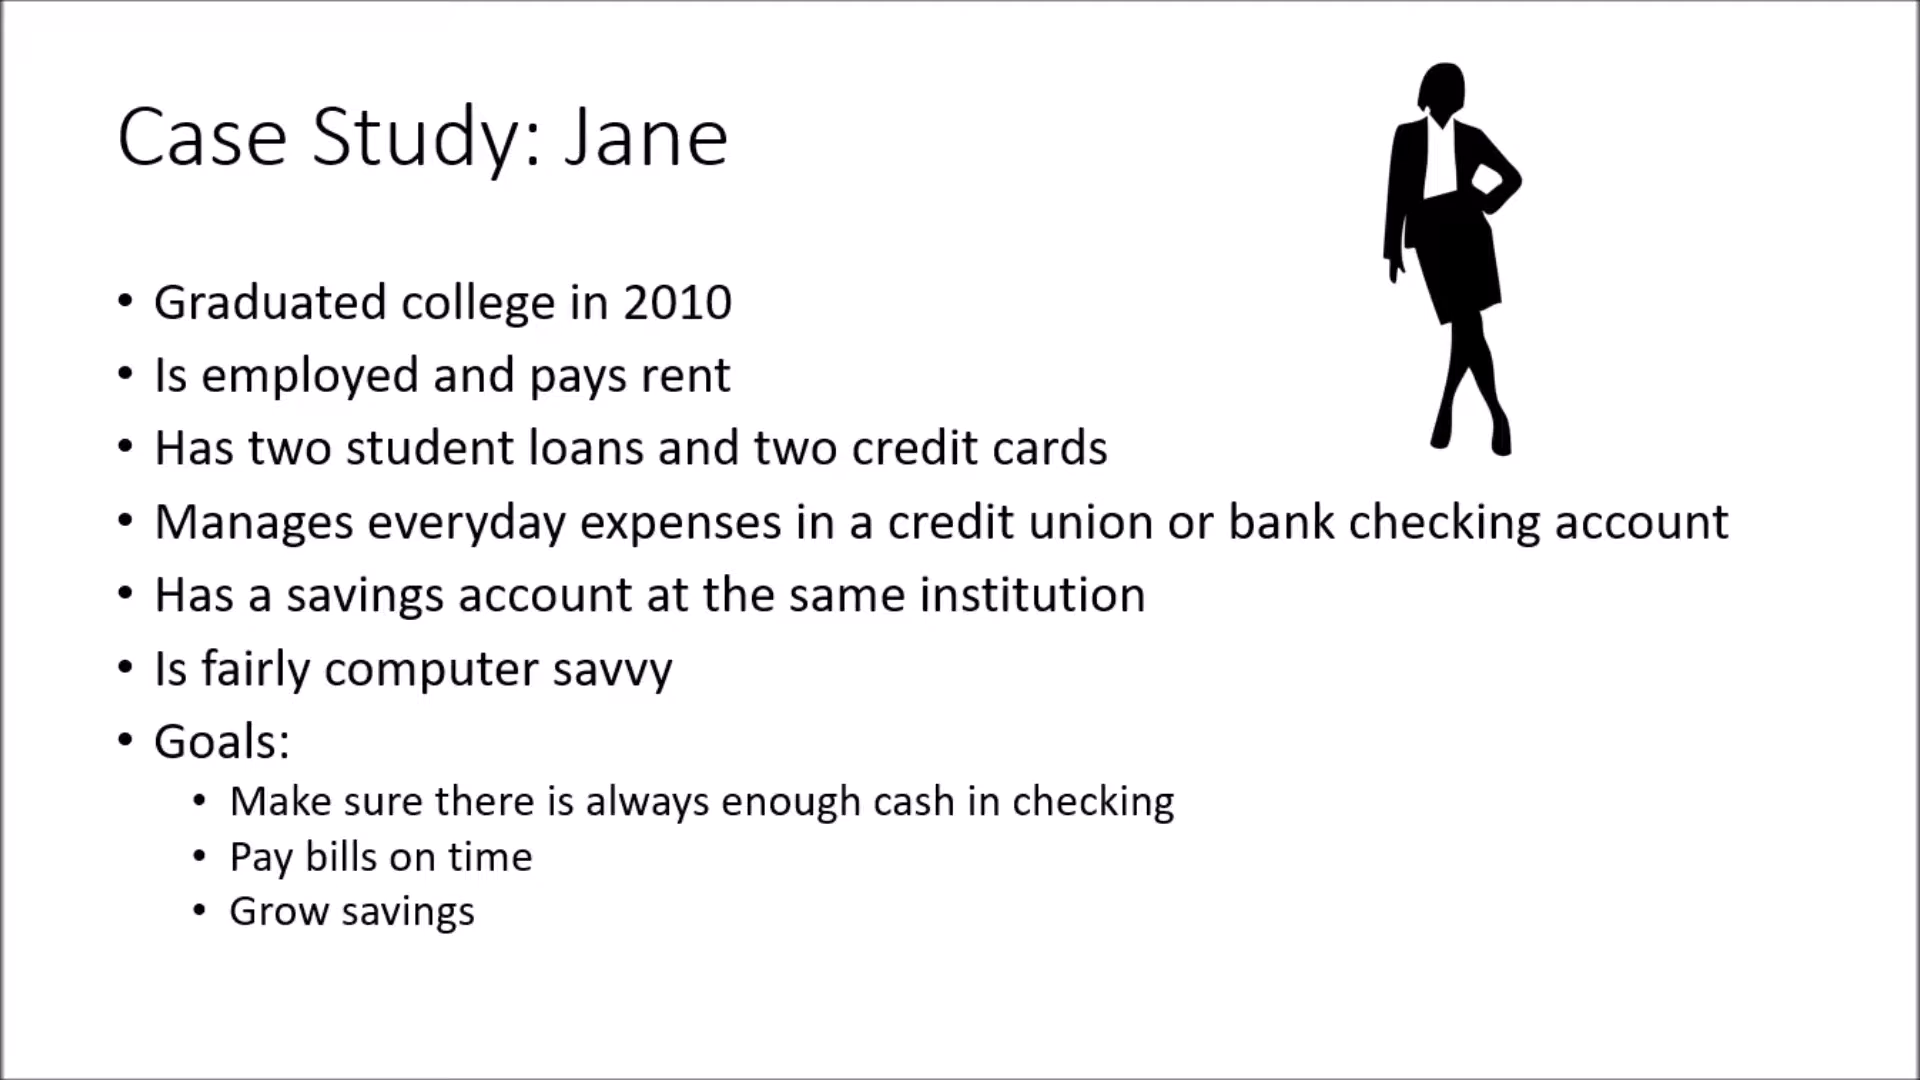 Case Study: Jane
• Graduated college in 2010
• Is employed and pays rent
• Has two student loans and two credit cards
• Manages everyday expenses in a credit union or bank checking account
• Has a savings account at the same institution
• Is fairly computer savvy
• Goals:
• Make sure there is always enough cash in checking
• Pay bills on time
• Grow savings